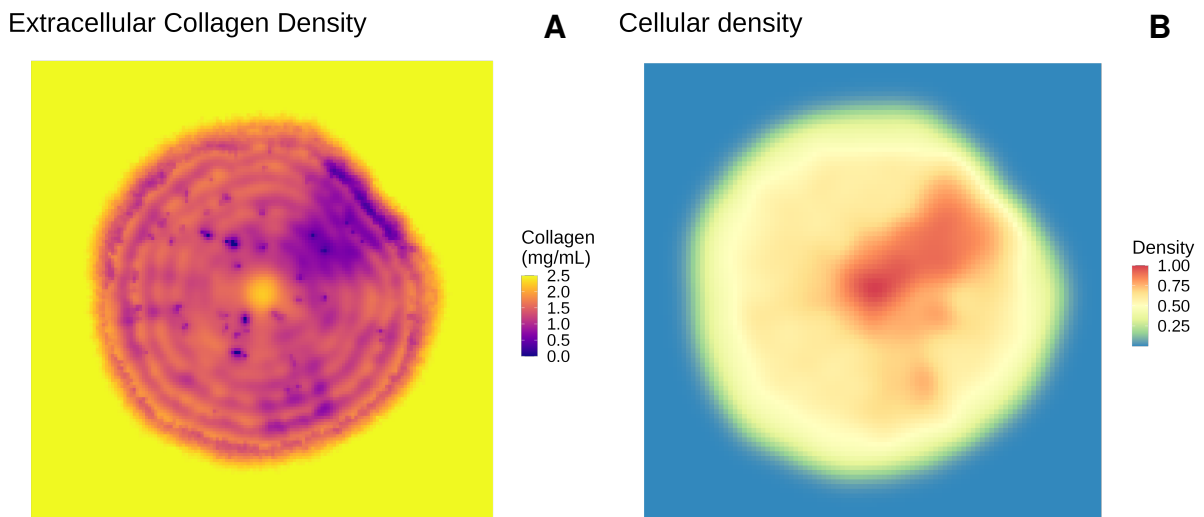 Extracellular Collagen Density
A
Collagen
(mg/mL)
2.5
2.0
1.5
1.0
0.5
0.0
Cellular density
B
Density
1.00
0.75
0.50
0.25